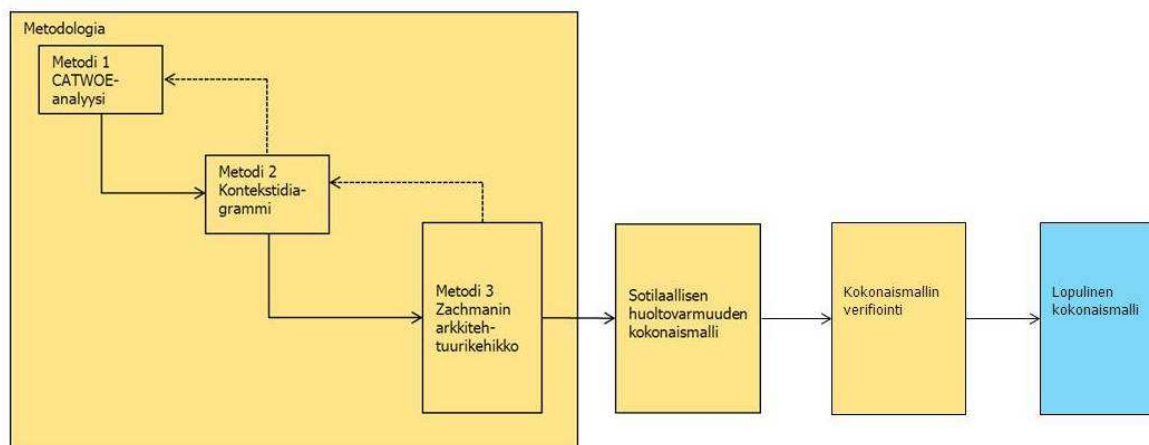 Metodologia
Metodi 1
CATWOE-
analyysi
Metodi 2
Kontekstidia-
grammi
Metodi 3
Zachmanin
arkkiteh-
tuurikehikko
Sotilaallisen
huoltovarmuuden
kokonaismalli
Kokonaismallin
verifiointi
Lopulinen
kokonaismalli